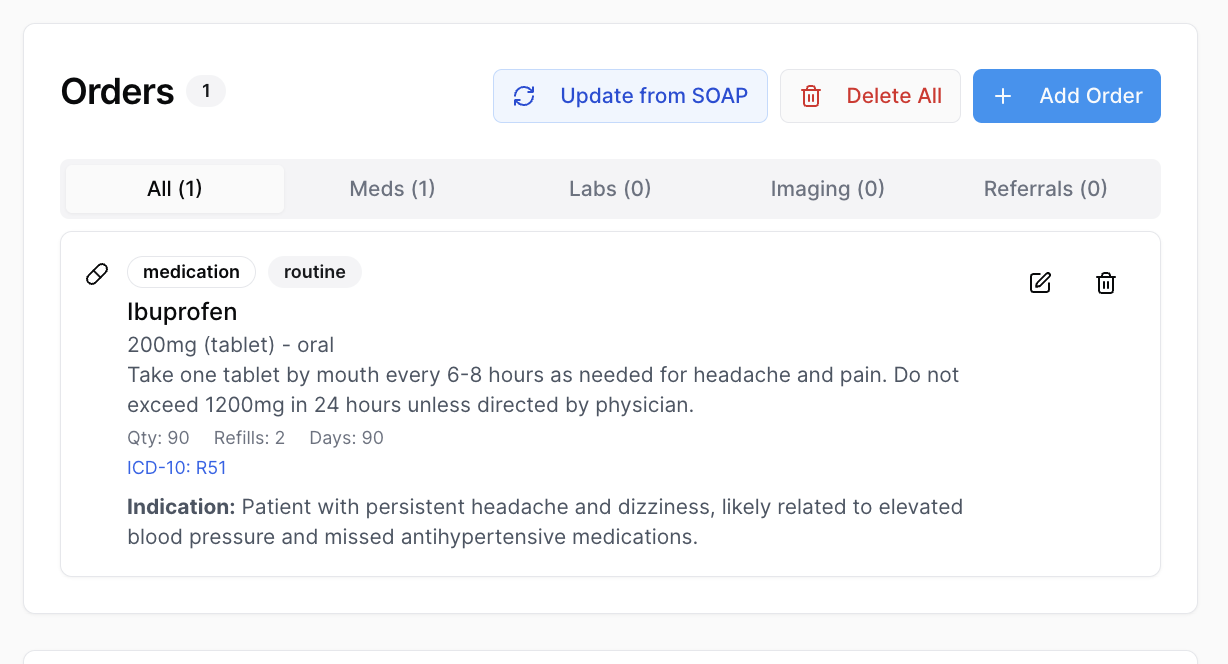 Orders 1 Update from SOAP Delete All Add Order
All (1) Meds (1) Labs (0) Imaging (0) Referrals (0)
medication routine
Ibuprofen
200mg (tablet) - oral
Take one tablet by mouth every 6-8 hours as needed for headache and pain. Do not
exceed 1200mg in 24 hours unless directed by physician.
Qty: 90 Refills: 2 Days: 90
ICD-10: R51
Indication: Patient with persistent headache and dizziness, likely related to elevated
blood pressure and missed antihypertensive medications.